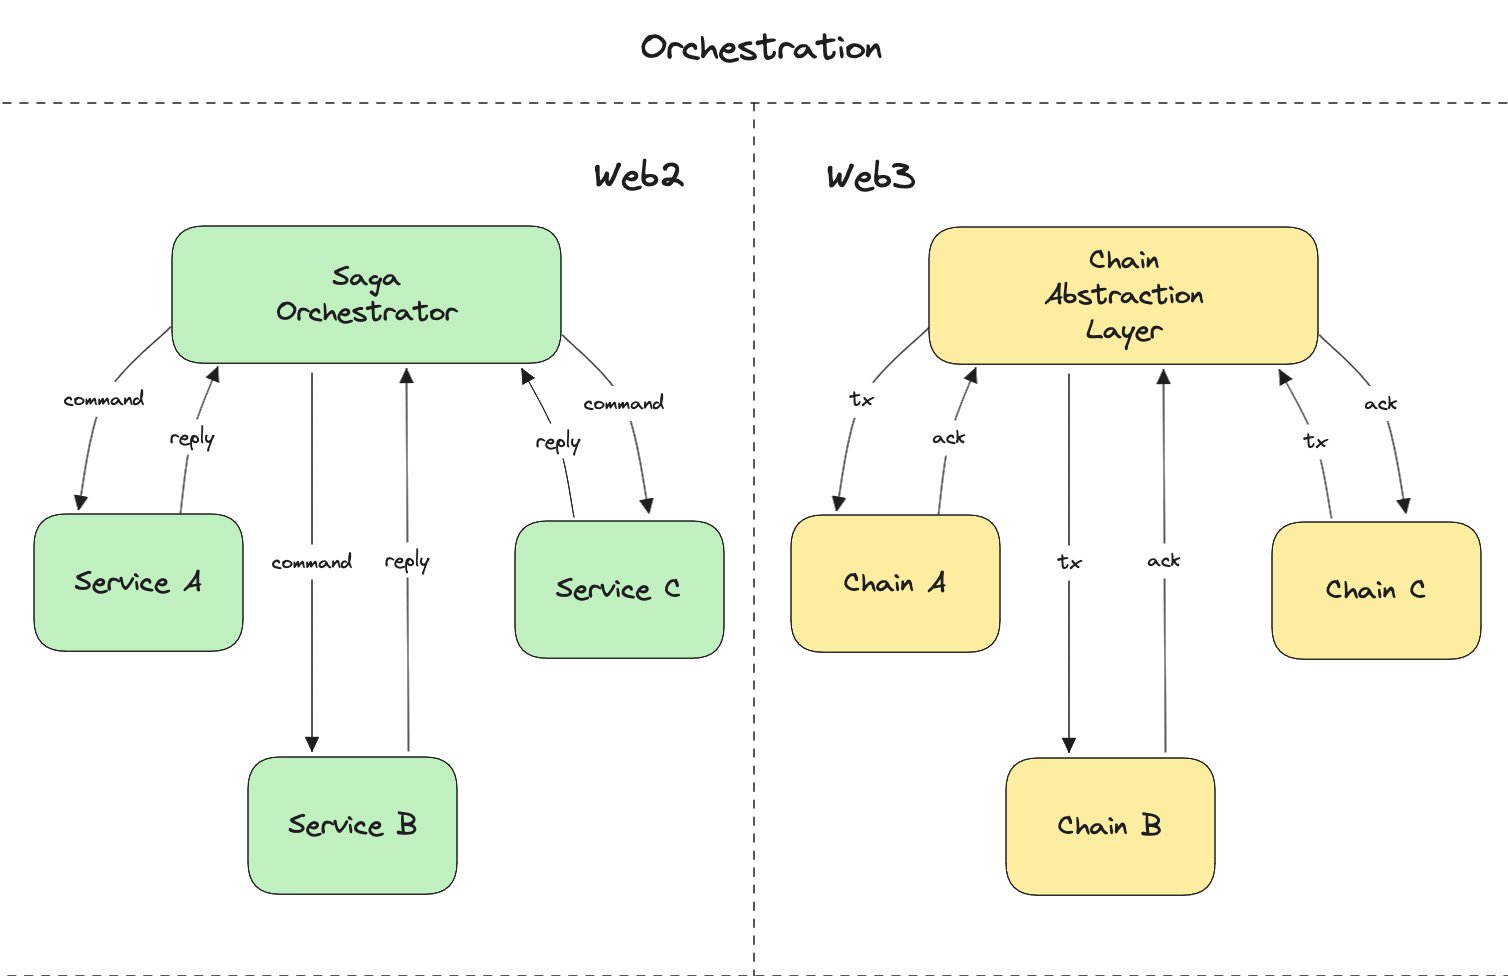 Orchestration
Web2
Saga
Orchestrator
command
reply
command
reply
reply
command
Service A
Service B
Service C
Web3
Chain
Abstraction
Layer
tx
ack
tx
ack
tx
ack
Chain A
Chain B
Chain C